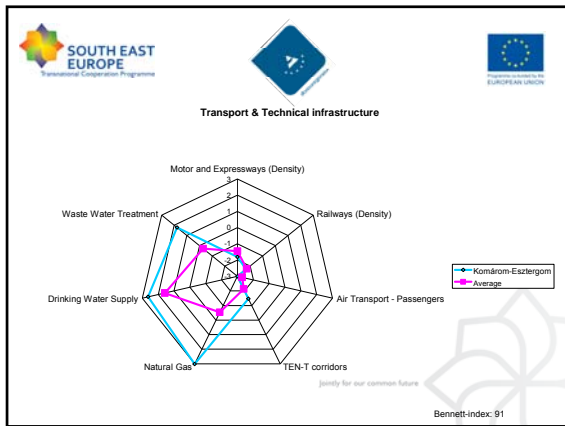 SOUTH EAST
EUROPE
Transnational Cooperation Programme
Programme co-funded by the
EUROPEAN UNION
Transport & Technical infrastructure
Motor and Expressways (Density)
3
2
1
0
-1
-2
-3
Waste Water Treatment
Railways (Density)
Drinking Water Supply
Air Transport - Passengers
Natural Gas
TEN-T corridors
Komárom-Esztergom
Average
Jointly for our common future
Bennett-index: 91